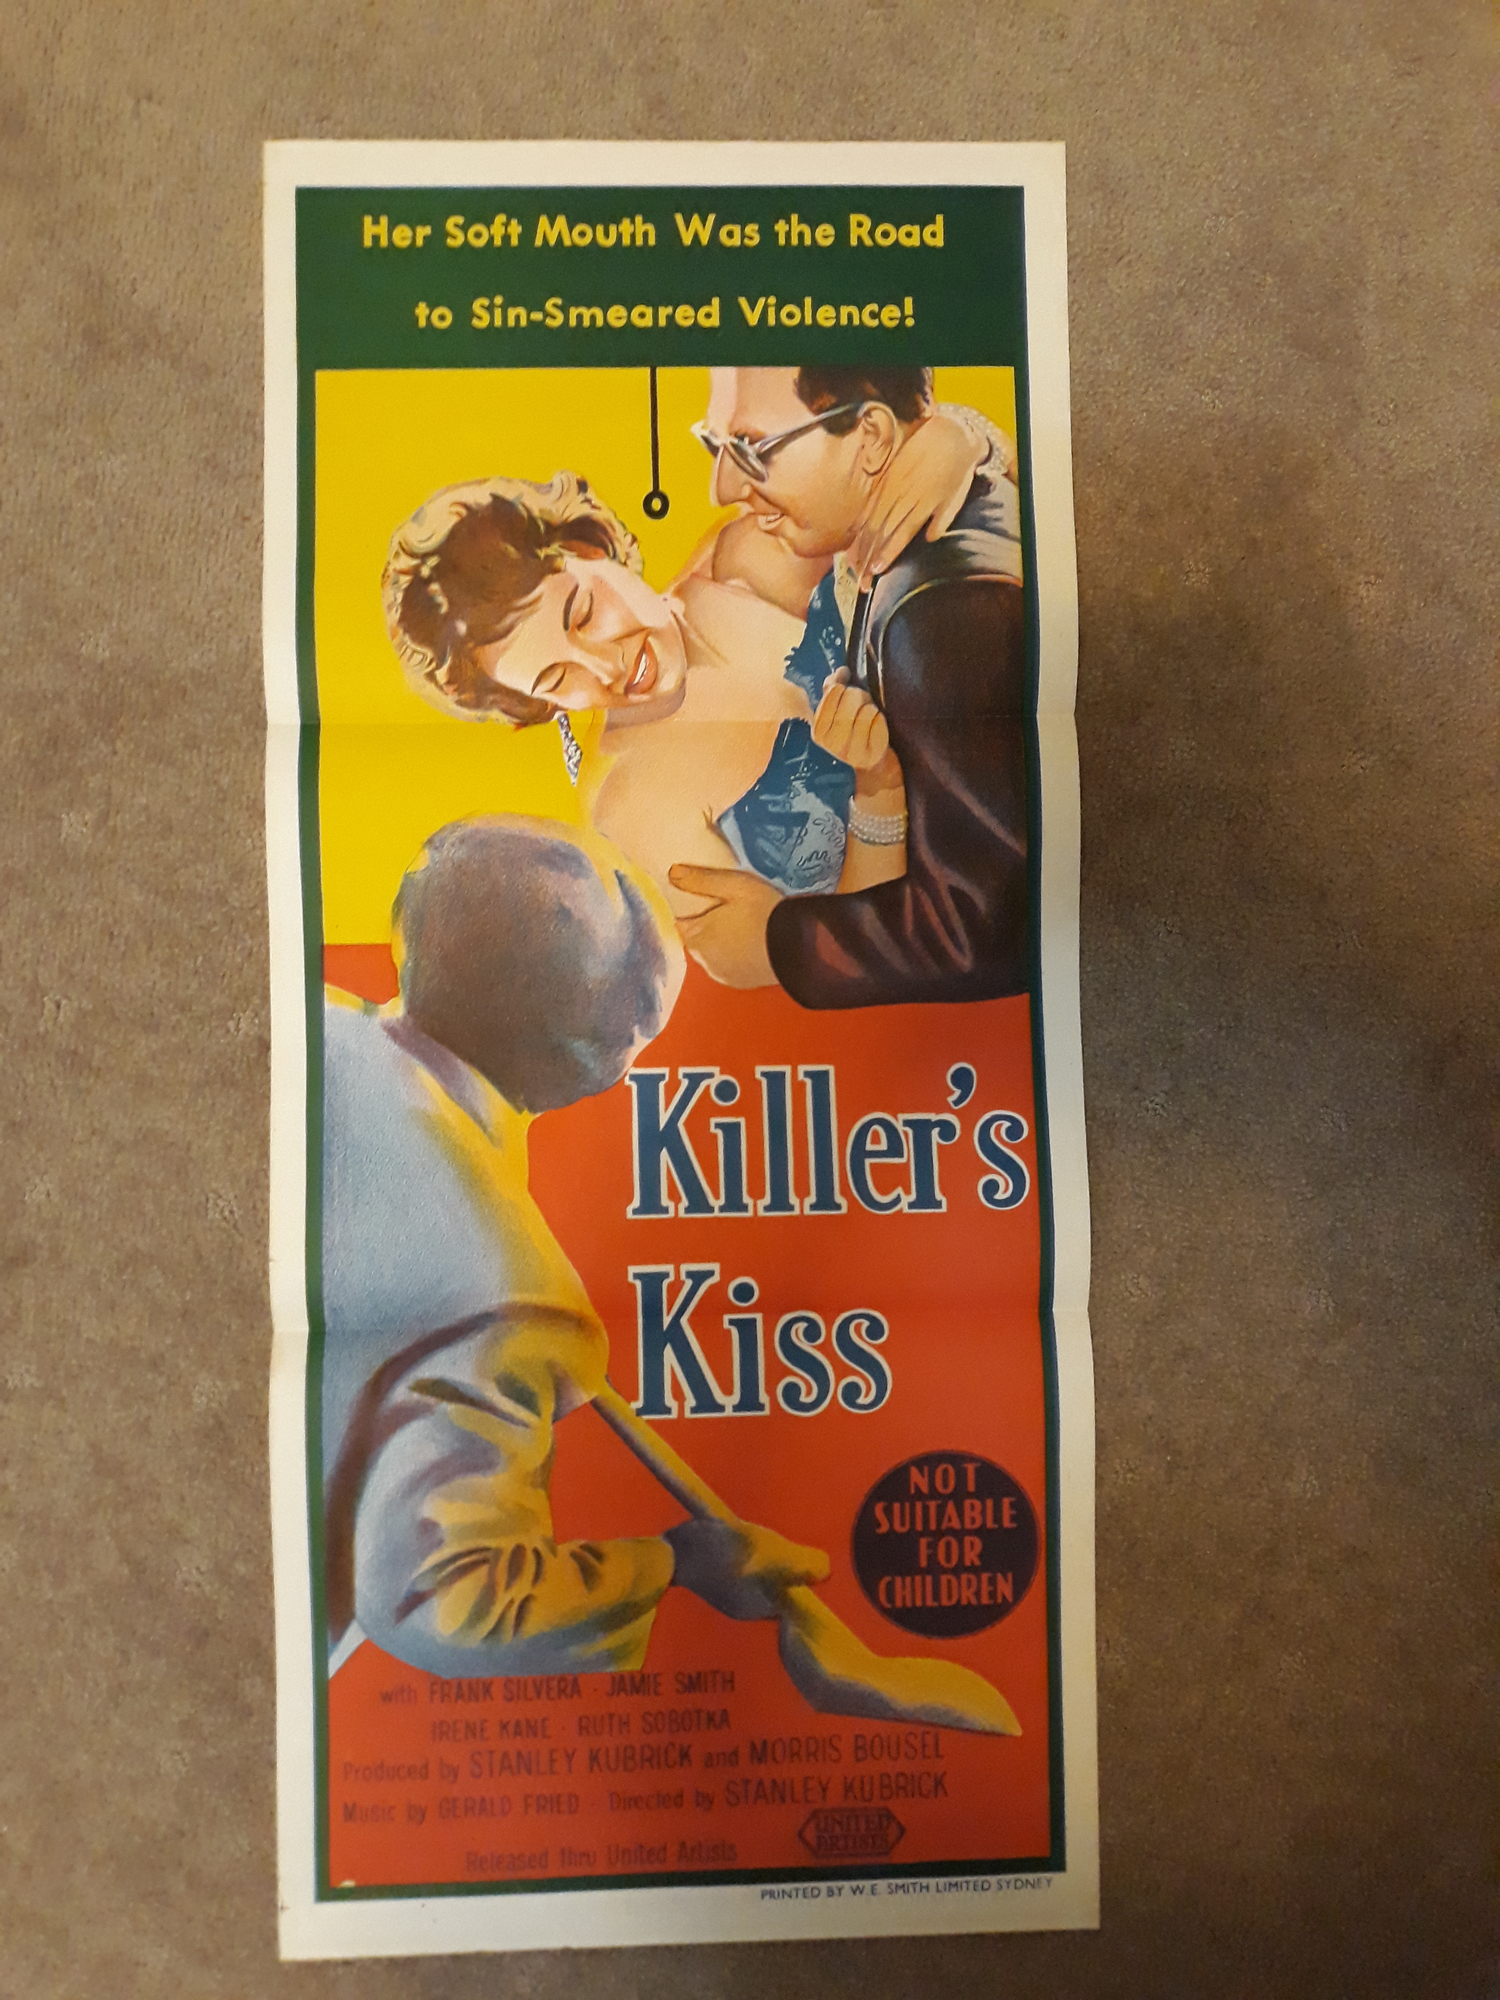 Her Soft Mouth Was the Road
to Sin-Smeared Violence!
Killer's
Kiss
NOT
SUITABLE
FOR
CHILDREN
with FRANK SILVERA · JAMIE SMITH
IRENE KANE · RUTH SOBOTKA
Produced by STANLEY KUBRICK and MORRIS BOUSEL
Music by GERALD FRIED · Directed by STANLEY KUBRICK
UNITED
ARTISTS
Released thru United Artists
PRINTED BY W.E. SMITH LIMITED SYDNEY